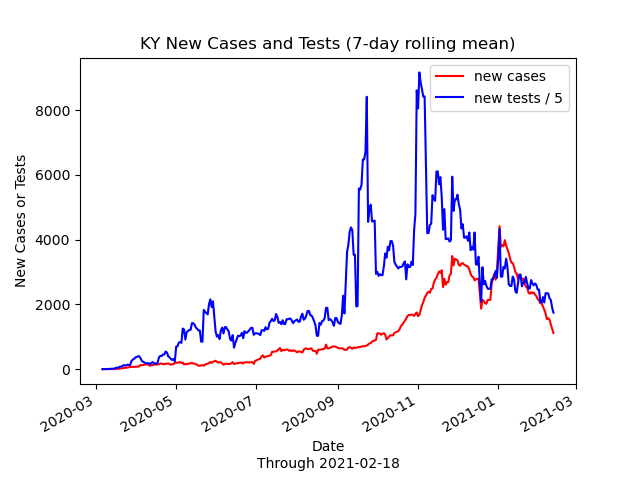 KY New Cases and Tests (7-day rolling mean)
new cases
new tests / 5
8000
6000
4000
2000
0
New Cases or Tests
2020-03
2020-05
2020-07
2020-09
2020-11
2021-01
2021-03
Date
Through 2021-02-18